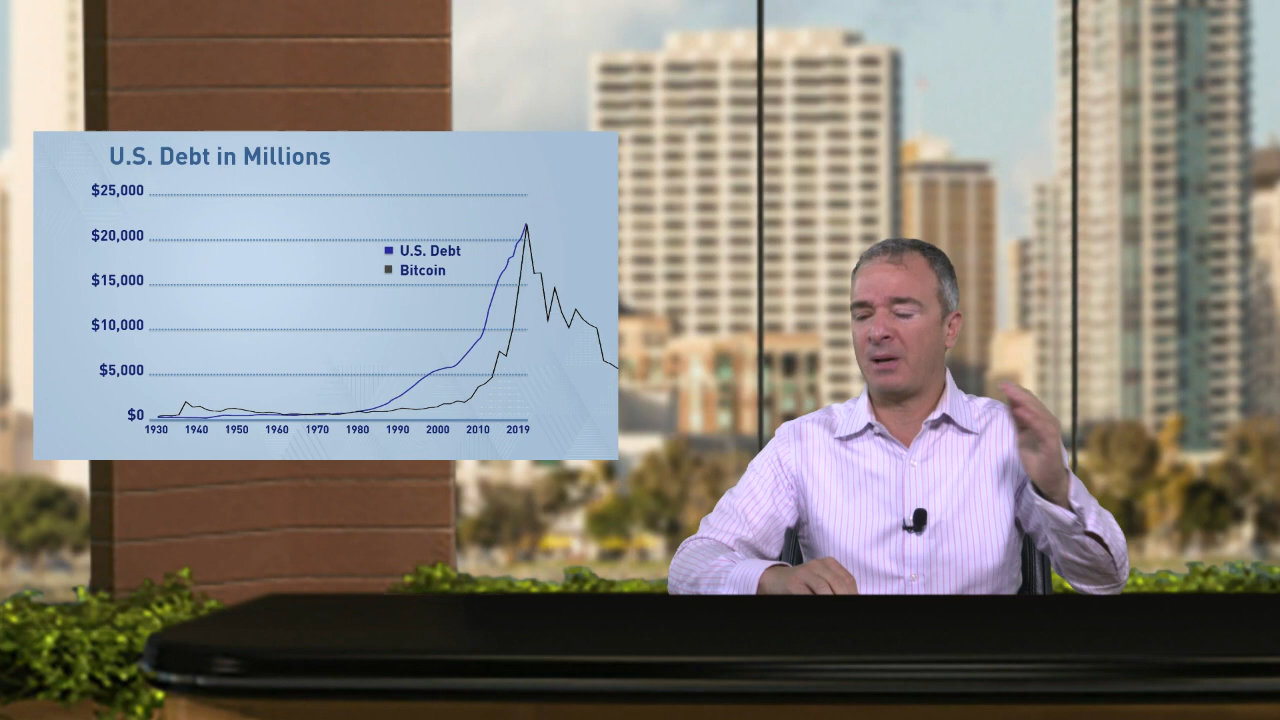 U.S. Debt in Millions
$25,000
$20,000
U.S. Debt
Bitcoin
$15,000
$10,000
$5,000
$0
1930 1940 1950 1960 1970 1980 1990 2000 2010 2019